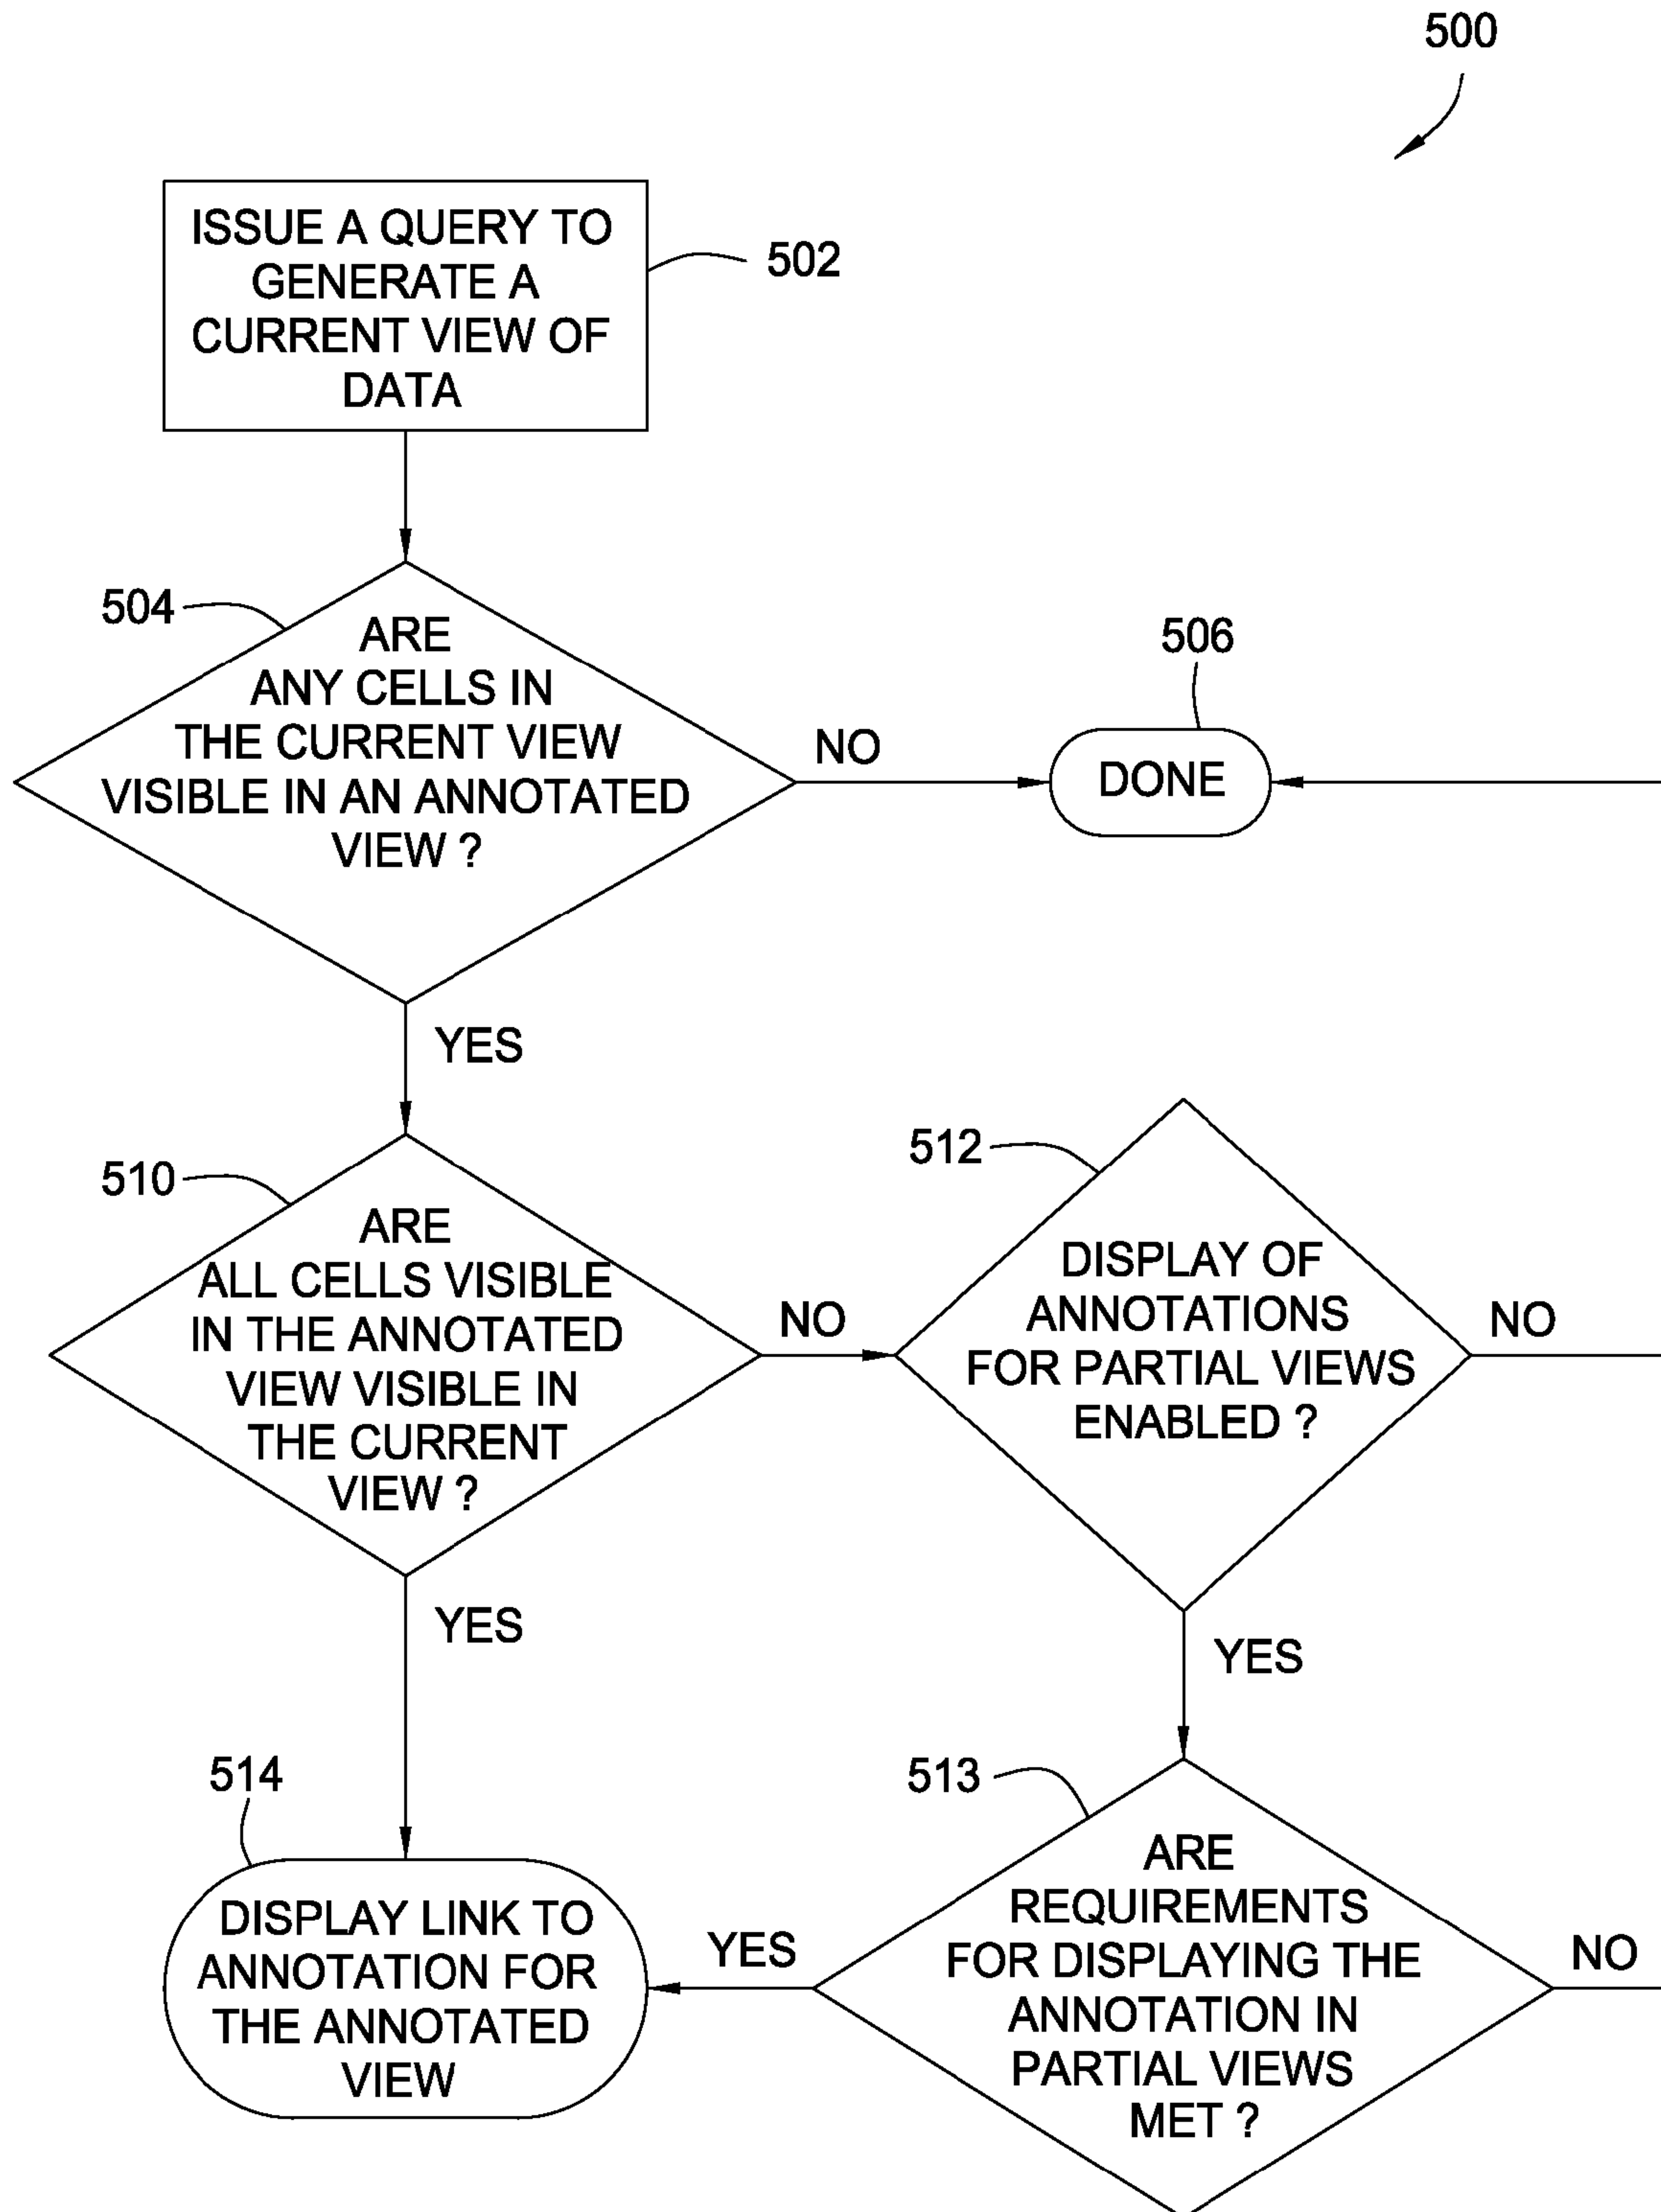 500
ISSUE A QUERY TO
GENERATE A
CURRENT VIEW OF
DATA
502
504
ARE
ANY CELLS IN
THE CURRENT VIEW
VISIBLE IN AN ANNOTATED
VIEW ?
NO
506
DONE
YES
510
ARE
ALL CELLS VISIBLE
IN THE ANNOTATED
VIEW VISIBLE IN
THE CURRENT
VIEW ?
NO
512
DISPLAY OF
ANNOTATIONS
FOR PARTIAL VIEWS
ENABLED ?
NO
YES
YES
514
DISPLAY LINK TO
ANNOTATION FOR
THE ANNOTATED
VIEW
YES
513
ARE
REQUIREMENTS
FOR DISPLAYING THE
ANNOTATION IN
PARTIAL VIEWS
MET ?
NO